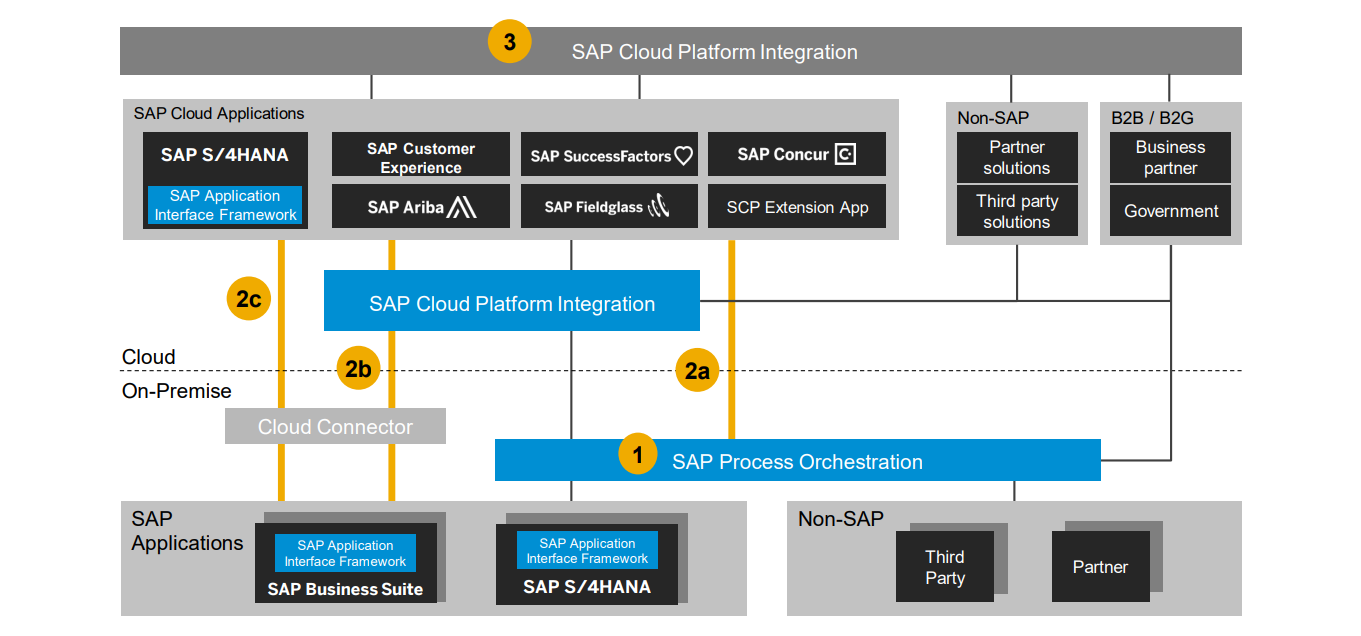 3
SAP Cloud Platform Integration
SAP Cloud Applications
SAP S/4HANA
SAP Application
Interface Framework
SAP Customer
Experience
SAP SuccessFactors
SAP Concur
SAP Ariba
SAP Fieldglass
SCP Extension App
Non-SAP
Partner
solutions
Third party
solutions
B2B / B2G
Business
partner
Government
2c
SAP Cloud Platform Integration
2b
2a
Cloud
On-Premise
Cloud Connector
1
SAP Process Orchestration
SAP
Applications
SAP Application
Interface Framework
SAP Business Suite
SAP Application
Interface Framework
SAP S/4HANA
Non-SAP
Third
Party
Partner